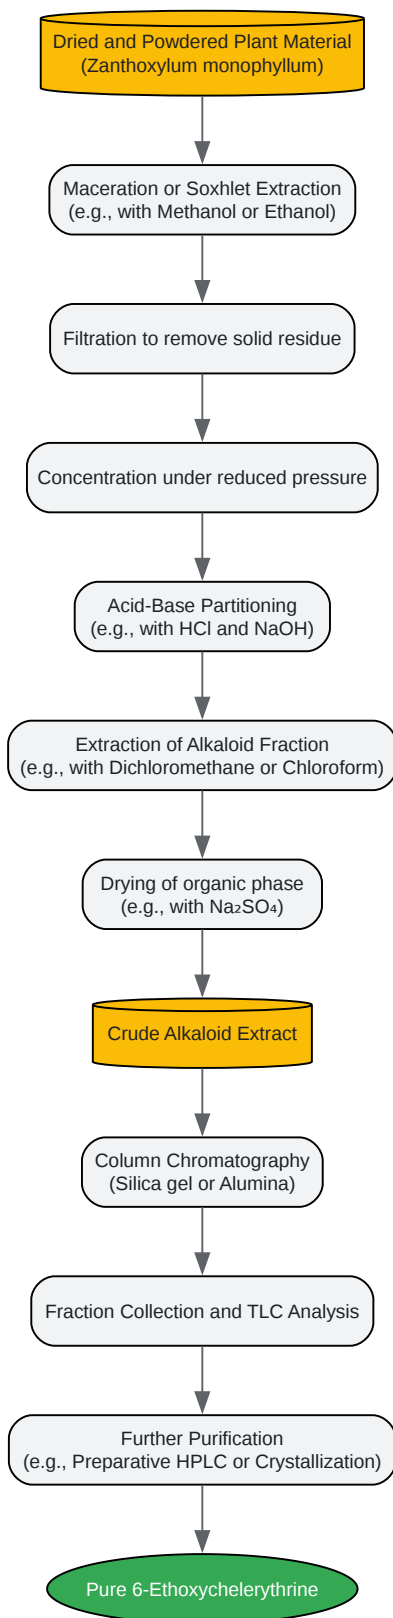 Dried and Powdered Plant Material
(Zanthoxylum monophyllum)
Maceration or Soxhlet Extraction
(e.g., with Methanol or Ethanol)
Filtration to remove solid residue
Concentration under reduced pressure
Acid-Base Partitioning
(e.g., with HCl and NaOH)
Extraction of Alkaloid Fraction
(e.g., with Dichloromethane or Chloroform)
Drying of organic phase
(e.g., with Na₂SO₄)
Crude Alkaloid Extract
Column Chromatography
(Silica gel or Alumina)
Fraction Collection and TLC Analysis
Further Purification
(e.g., Preparative HPLC or Crystallization)
Pure 6-Ethoxychelerythrine